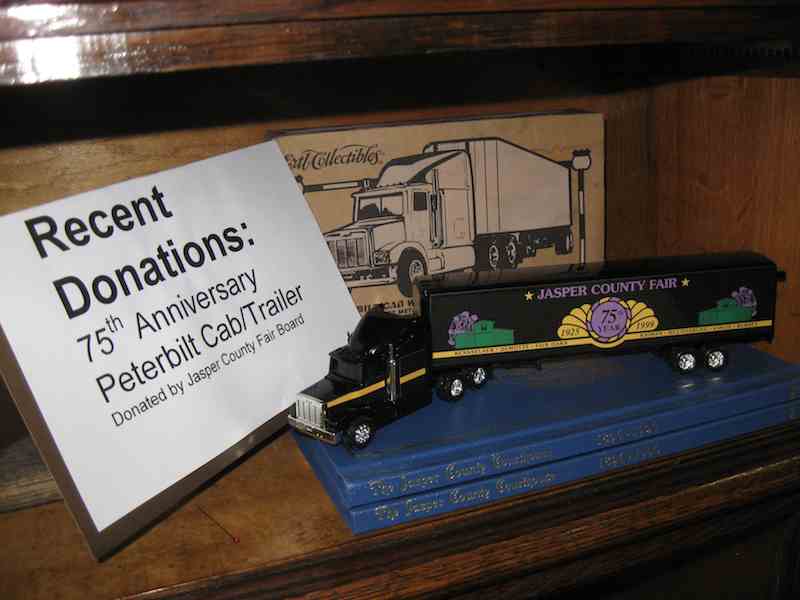 Recent
Donations:
75th Anniversary
Peterbilt Cab/Trailer
Donated by Jasper County Fair Board
Ertl Collectibles
JASPER COUNTY FAIR
75th
YEAR
1925 1999
The Jasper County Courthouse
The Jasper County Courthouse